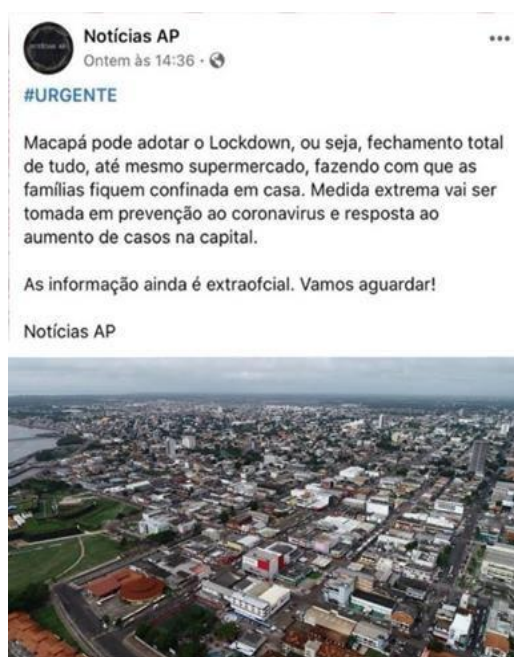 Notícias AP
Ontem às 14:36 ·
#URGENTE
Macapá pode adotar o Lockdown, ou seja, fechamento total
de tudo, até mesmo supermercado, fazendo com que as
famílias fiquem confinada em casa. Medida extrema vai ser
tomada em prevenção ao coronavirus e resposta ao
aumento de casos na capital.
As informação ainda é extraofcial. Vamos aguardar!
Notícias AP